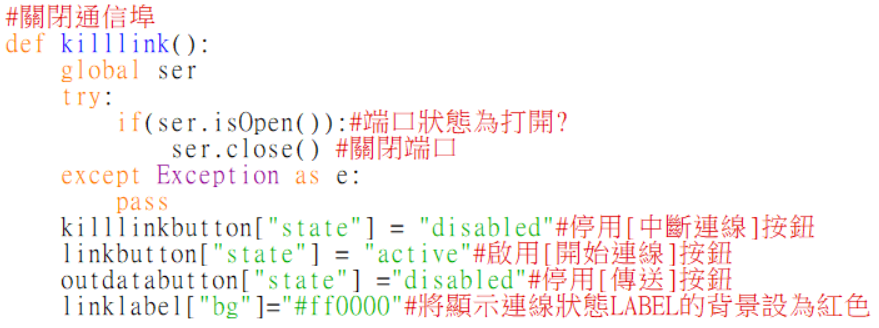 #關閉通信埠
def killlink():
    global ser
    try:
        if(ser.isOpen()):#端口狀態為打開?
            ser.close() #關閉端口
    except Exception as e:
        pass
    killlinkbutton["state"] = "disabled"#停用[中斷連線]按鈕
    linkbutton["state"] = "active"#啟用[開始連線]按鈕
    outdatabutton["state"] ="disabled"#停用[傳送]按鈕
    linklabel["bg"]="#ff0000"#將顯示連線狀態LABEL的背景設為紅色